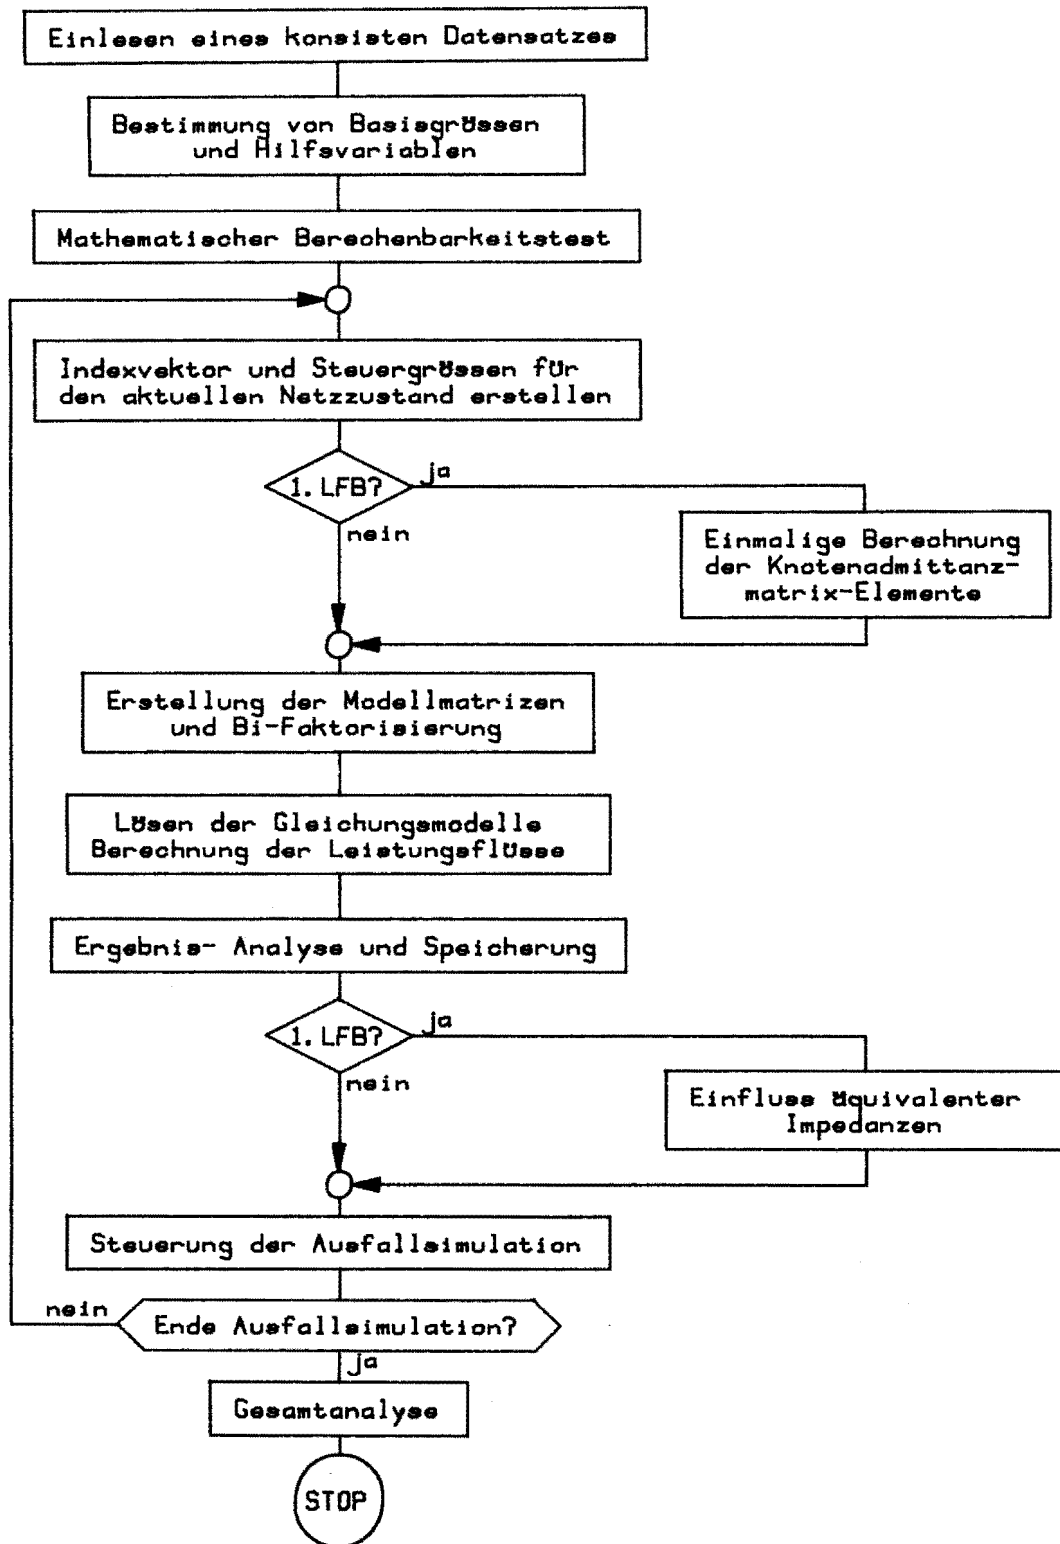 Einlesen eines konsisten Datensatzes
Bestimmung von Basisgrössen
und Hilfsvariablen
Mathematischer Berechenbarkeitstest
Indexvektor und Steuergrössen für
den aktuellen Netzzustand erstellen
1. LFB?
ja
nein
Einmalige Berechnung
der Knotenadmittanz-
matrix-Elemente
Erstellung der Modellmatrizen
und Bi-Faktorisierung
Lösen der Gleichungsmodelle
Berechnung der Leistungsflüsse
Ergebnis- Analyse und Speicherung
1. LFB?
ja
nein
Einfluss äquivalenter
Impedanzen
Steuerung der Ausfallsimulation
nein
Ende Ausfallsimulation?
ja
Gesamtanalyse
STOP